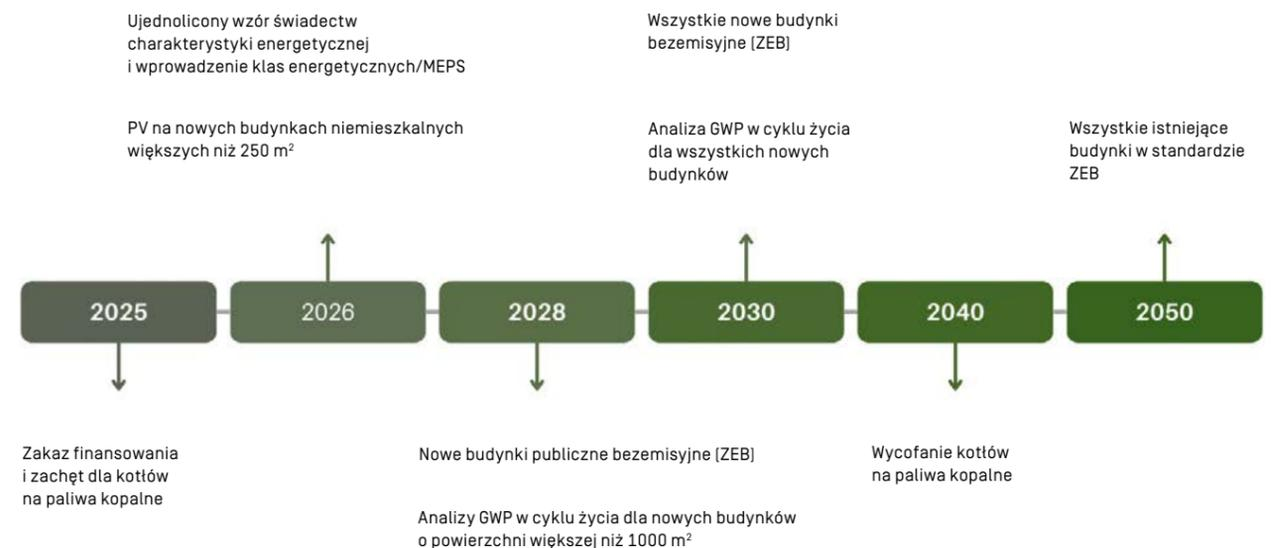 Ujednolicony wzór świadectw
charakterystyki energetycznej
i wprowadzenie klas energetycznych/MEPS
PV na nowych budynkach niemieszkalnych
większych niż 250 m²
Wszystkie nowe budynki
bezemisyjne (ZEB)
Analiza GWP w cyklu życia
dla wszystkich nowych
budynków
Wszystkie istniejące
budynki w standardzie
ZEB
2025
2026
2028
2030
2040
2050
Zakaz finansowania
i zachęt dla kotłów
na paliwa kopalne
Nowe budynki publiczne bezemisyjne (ZEB)
Analizy GWP w cyklu życia dla nowych budynków
o powierzchni większej niż 1000 m²
Wycofanie kotłów
na paliwa kopalne